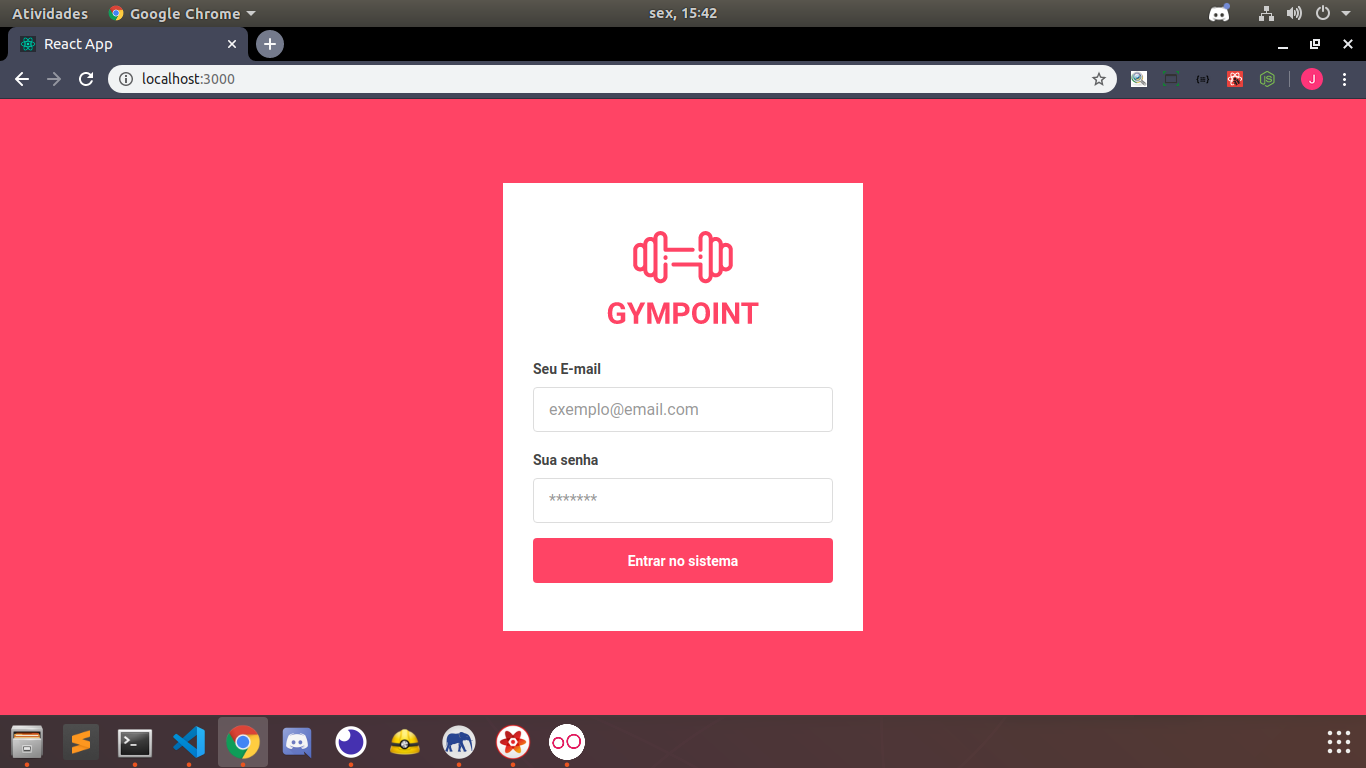 Atividades Google Chrome sex, 15:42
React App
localhost:3000 {≡} JS J
GYMPOINT
Seu E-mail
exemplo@email.com
Sua senha
*******
Entrar no sistema